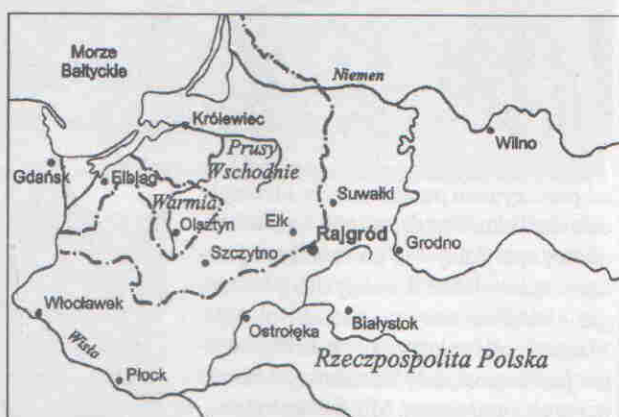 Morze
Bałtyckie
Niemen
Królewiec
Wilno
Prusy
Wschodnie
Gdańsk
Elbląg
Warmia
Suwałki
Olsztyn
Ełk
Rajgród
Grodno
Szczytno
Włocławek
Ostrołęka
Białystok
Wisła
Rzeczpospolita Polska
Płock